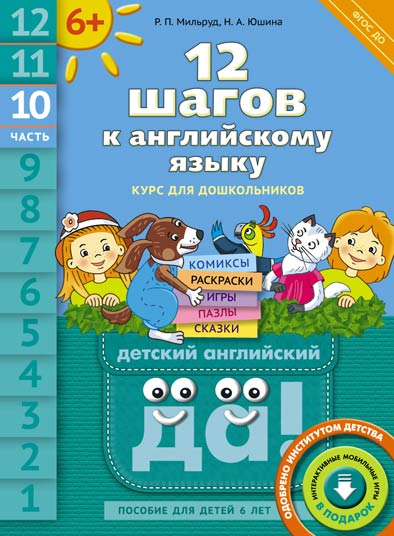 Р. П. Мильруд, Н. А. Юшина
ФГОС ДО
6+
12
шагов
к английскому
языку
КУРС ДЛЯ ДОШКОЛЬНИКОВ
12
11
10
ЧАСТЬ
9
8
7
6
5
4
3
2
1
КОМИКСЫ
РАСКРАСКИ
ИГРЫ
ПАЗЛЫ
СКАЗКИ
детский английский
да!
ПОСОБИЕ ДЛЯ ДЕТЕЙ 6 ЛЕТ
ОДОБРЕНО ИНСТИТУТОМ ДЕТСТВА
ИНТЕРАКТИВНЫЕ МОБИЛЬНЫЕ ИГРЫ
В ПОДАРОК